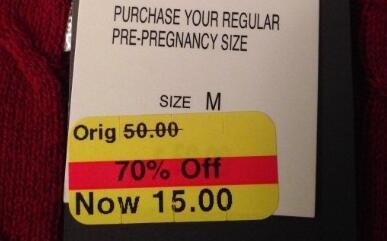 PURCHASE YOUR REGULAR
PRE-PREGNANCY SIZE
SIZE M
Orig 50.00
70% Off
Now 15.00